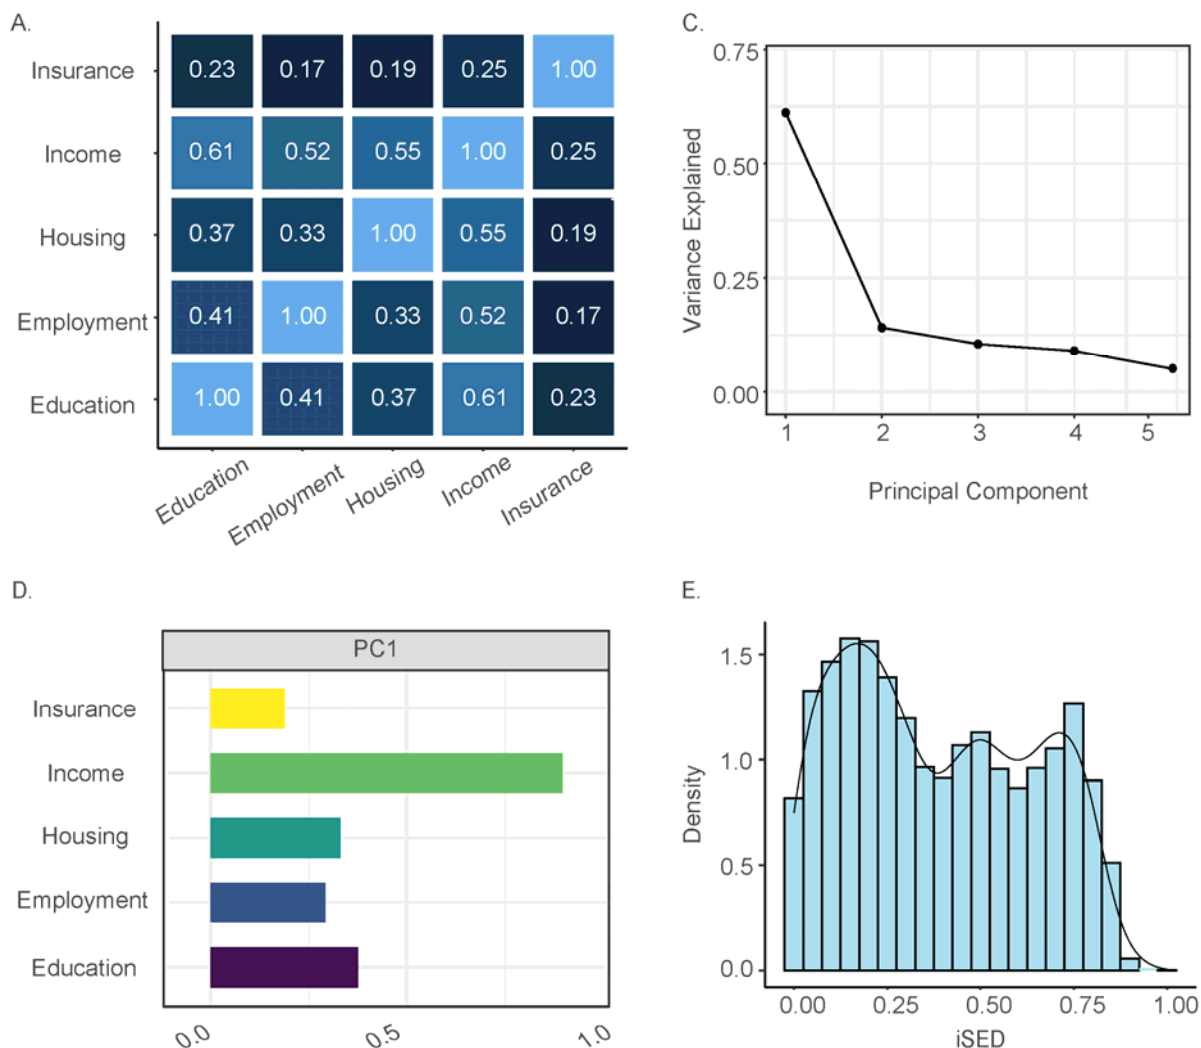 A.
Insurance 0.23 0.17 0.19 0.25 1.00
Income 0.61 0.52 0.55 1.00 0.25
Housing 0.37 0.33 1.00 0.55 0.19
Employment 0.41 1.00 0.33 0.52 0.17
Education 1.00 0.41 0.37 0.61 0.23
Education Employment Housing Income Insurance
C.
0.75
0.50
0.25
0.00
Variance Explained
1 2 3 4 5
Principal Component
D.
PC1
Insurance
Income
Housing
Employment
Education
0.0 0.5 1.0
E.
1.5
1.0
0.5
0.0
Density
0.00 0.25 0.50 0.75 1.00
iSED